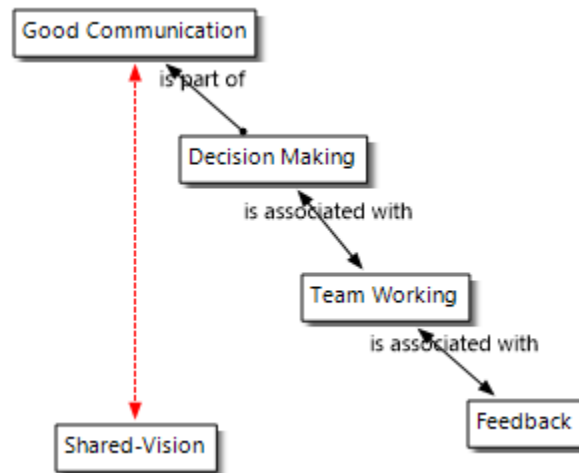 Good Communication
is part of
Decision Making
is associated with
Team Working
is associated with
Feedback
Shared-Vision